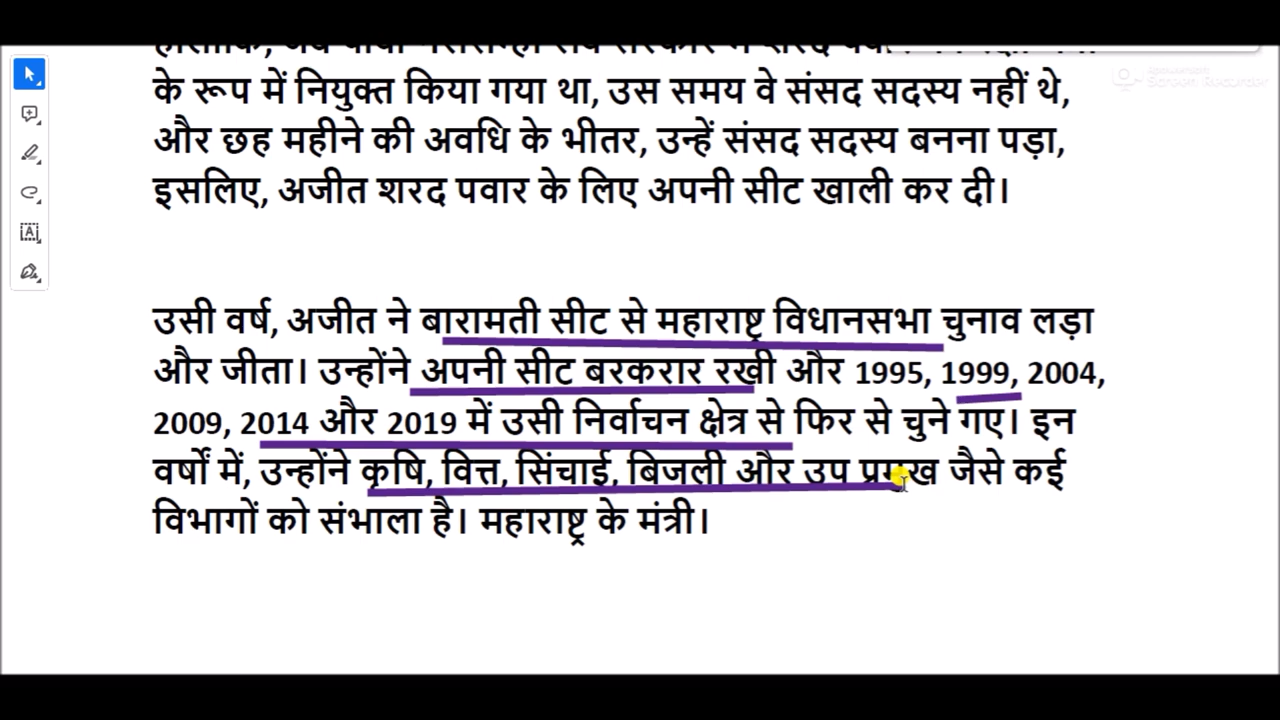 के रूप में नियुक्त किया गया था, उस समय वे संसद सदस्य नहीं थे,
और छह महीने की अवधि के भीतर, उन्हें संसद सदस्य बनना पड़ा,
इसलिए, अजीत शरद पवार के लिए अपनी सीट खाली कर दी।
उसी वर्ष, अजीत ने बारामती सीट से महाराष्ट्र विधानसभा चुनाव लड़ा
और जीता। उन्होंने अपनी सीट बरकरार रखी और 1995, 1999, 2004,
2009, 2014 और 2019 में उसी निर्वाचन क्षेत्र से फिर से चुने गए। इन
वर्षों में, उन्होंने कृषि, वित्त, सिंचाई, बिजली और उप प्रमुख जैसे कई
विभागों को संभाला है। महाराष्ट्र के मंत्री।
Screen Recorder